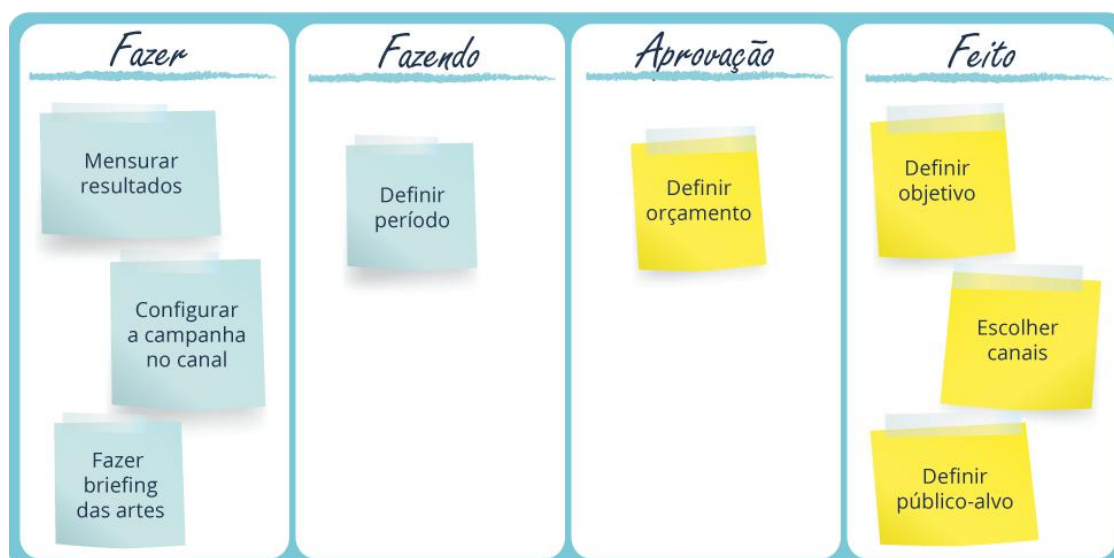 Fazer
Mensurar
resultados
Configurar
a campanha
no canal
Fazer
briefing
das artes
Fazendo
Definir
período
Aprovação
Definir
orçamento
Feito
Definir
objetivo
Escolher
canais
Definir
público-alvo